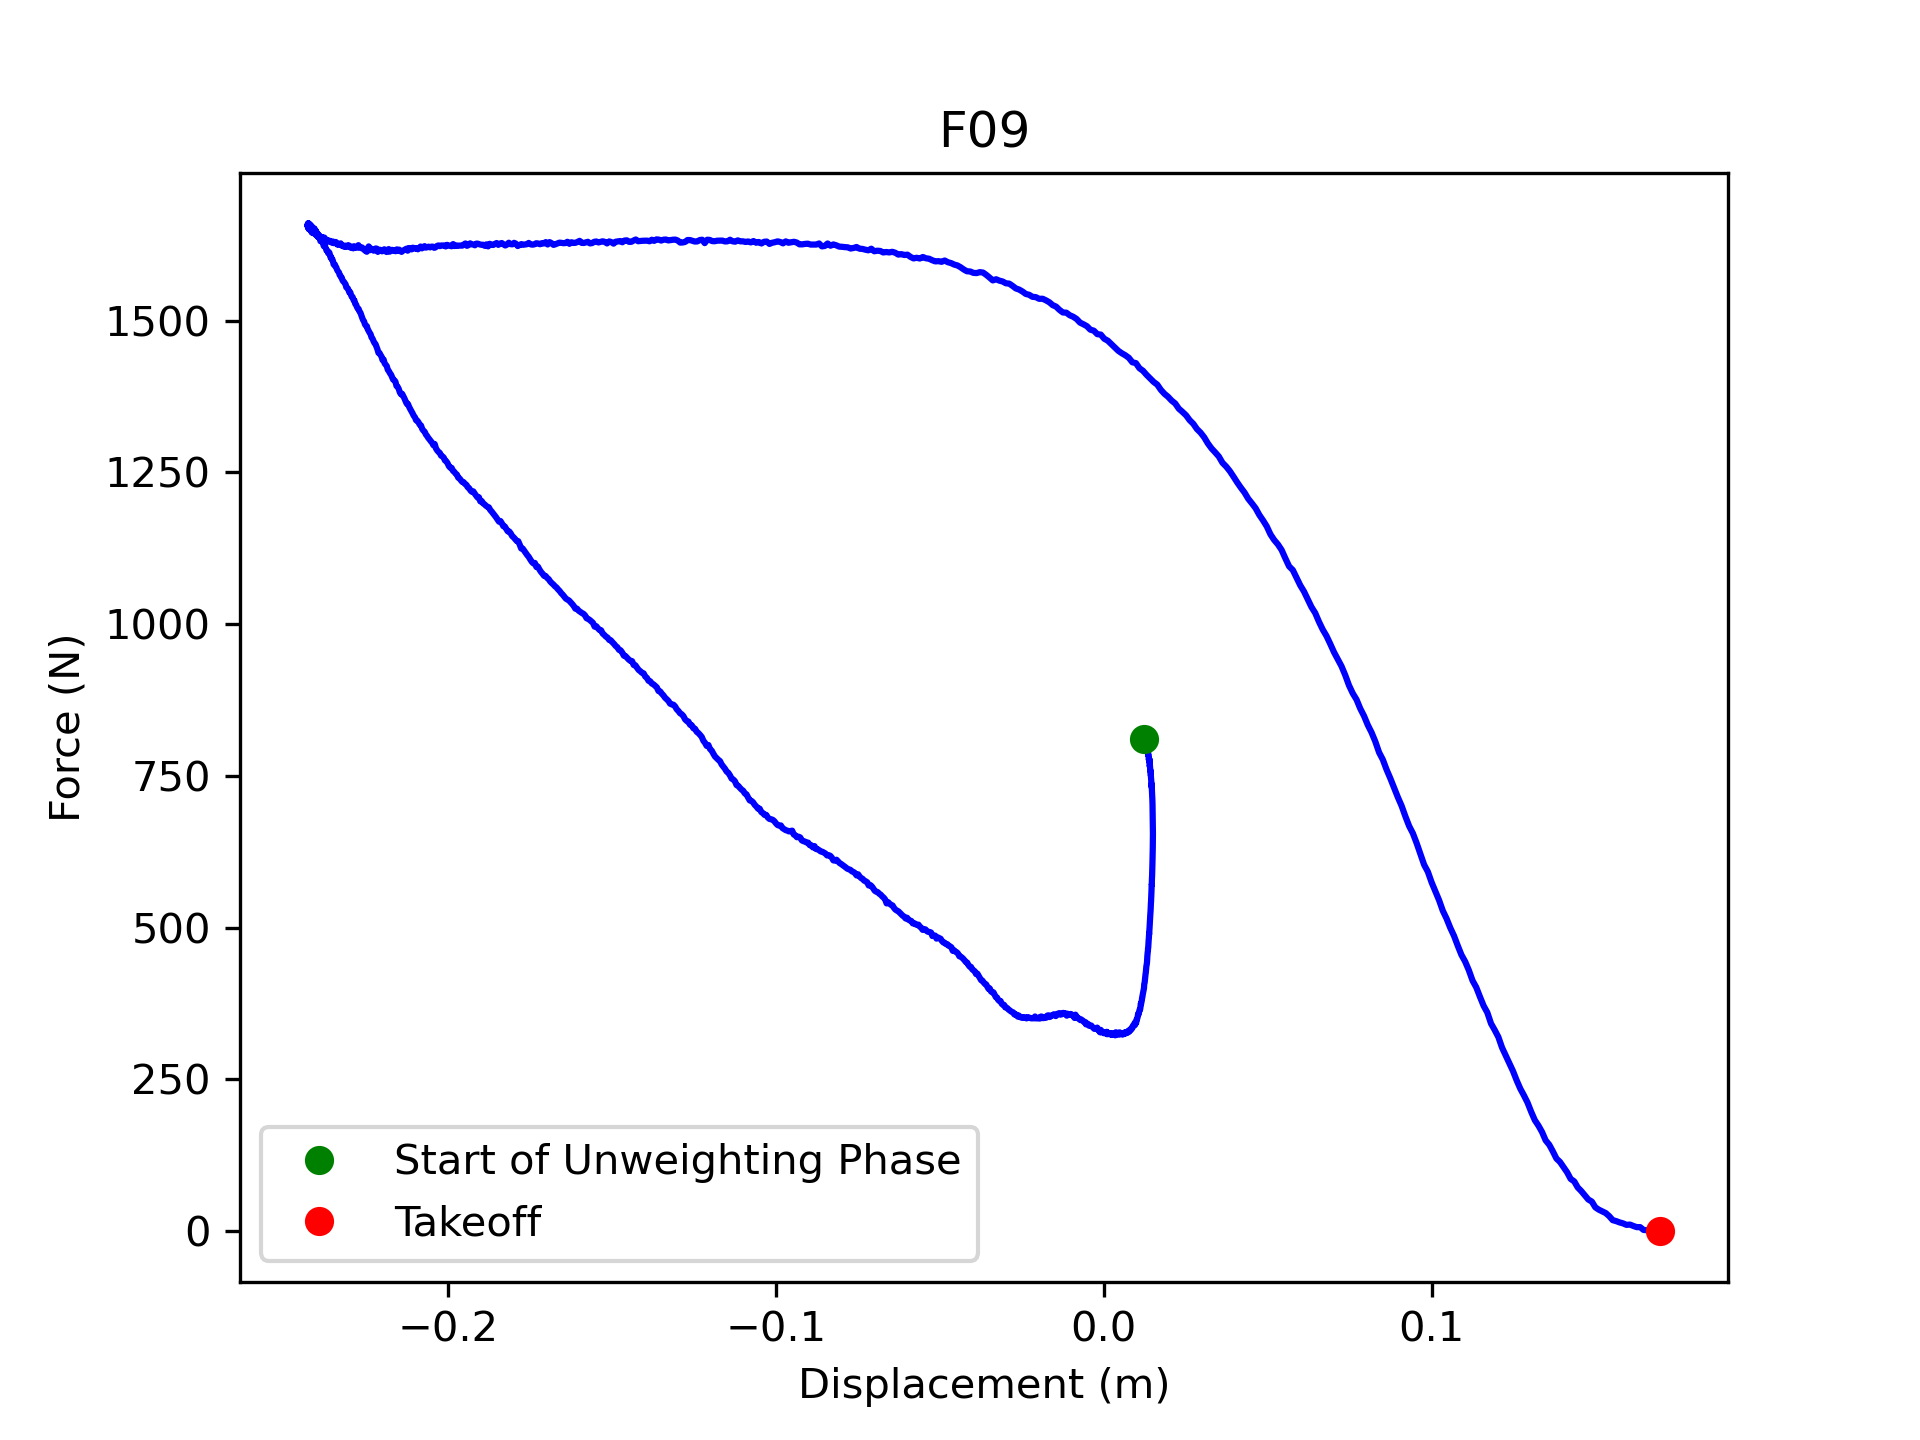 F09
Force (N)
1500
1250
1000
750
500
250
0
Start of Unweighting Phase
Takeoff
−0.2
−0.1
0.0
0.1
Displacement (m)